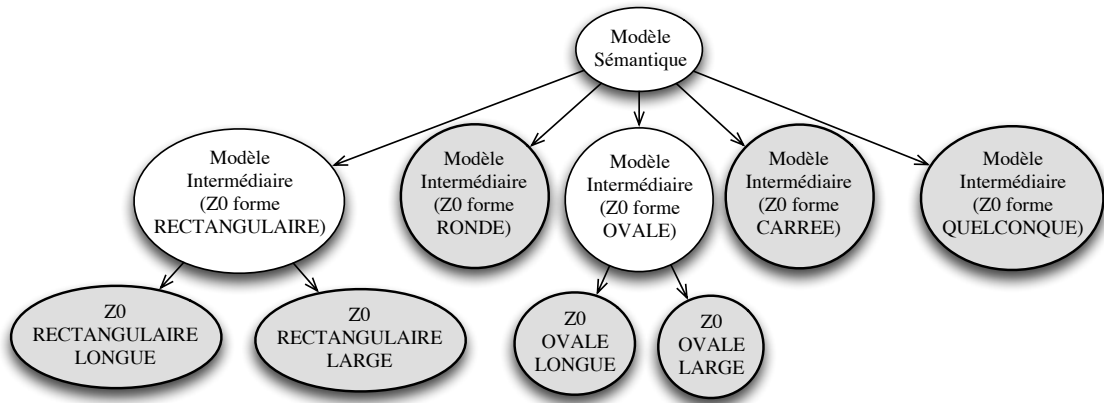 Modèle
Sémantique
Modèle
Intermédiaire
(Z0 forme
RECTANGULAIRE)
Modèle
Intermédiaire
(Z0 forme
RONDE)
Modèle
Intermédiaire
(Z0 forme
OVALE)
Modèle
Intermédiaire
(Z0 forme
CARREE)
Modèle
Intermédiaire
(Z0 forme
QUELCONQUE)
Z0
RECTANGULAIRE
LONGUE
Z0
RECTANGULAIRE
LARGE
Z0
OVALE
LONGUE
Z0
OVALE
LARGE